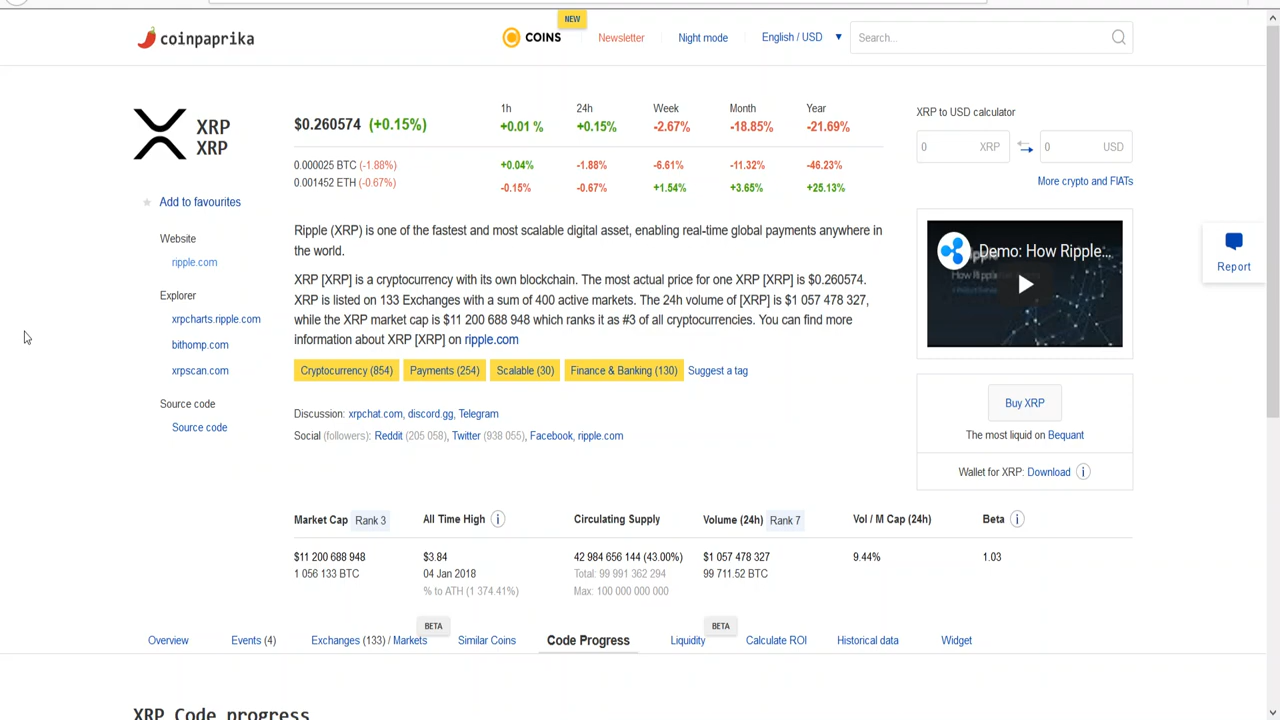 NEW
coinpaprika
COINS
Newsletter
Night mode
English / USD
Search...
XRP
XRP
$0.260574 (+0.15%)
1h 24h Week Month Year
+0.01 % +0.15% -2.67% -18.85% -21.69%
0.000025 BTC (-1.88%) +0.04% -1.88% -6.61% -11.32% -46.23%
0.001452 ETH (-0.67%) -0.15% -0.67% +1.54% +3.65% +25.13%
XRP to USD calculator
0 XRP 0 USD
More crypto and FIATs
Add to favourites
Website
ripple.com
Explorer
xrpcharts.ripple.com
bithomp.com
xrpscan.com
Source code
Source code
Ripple (XRP) is one of the fastest and most scalable digital asset, enabling real-time global payments anywhere in
the world.
XRP [XRP] is a cryptocurrency with its own blockchain. The most actual price for one XRP [XRP] is $0.260574.
XRP is listed on 133 Exchanges with a sum of 400 active markets. The 24h volume of [XRP] is $1 057 478 327,
while the XRP market cap is $11 200 688 948 which ranks it as #3 of all cryptocurrencies. You can find more
information about XRP [XRP] on ripple.com
Cryptocurrency (854) Payments (254) Scalable (30) Finance & Banking (130) Suggest a tag
Discussion: xrpchat.com, discord.gg, Telegram
Social (followers): Reddit (205 058), Twitter (938 055), Facebook, ripple.com
Demo: How Ripple...
Report
Buy XRP
The most liquid on Bequant
Wallet for XRP: Download i
Market Cap Rank 3 All Time High i Circulating Supply Volume (24h) Rank 7 Vol / M Cap (24h) Beta i
$11 200 688 948 $3.84 42 984 656 144 (43.00%) $1 057 478 327 9.44% 1.03
1 056 133 BTC 04 Jan 2018 Total: 99 991 362 294 99 711.52 BTC
% to ATH (1 374.41%) Max: 100 000 000 000
BETA BETA
Overview Events (4) Exchanges (133) / Markets Similar Coins Code Progress Liquidity Calculate ROI Historical data Widget
XRP Code progress